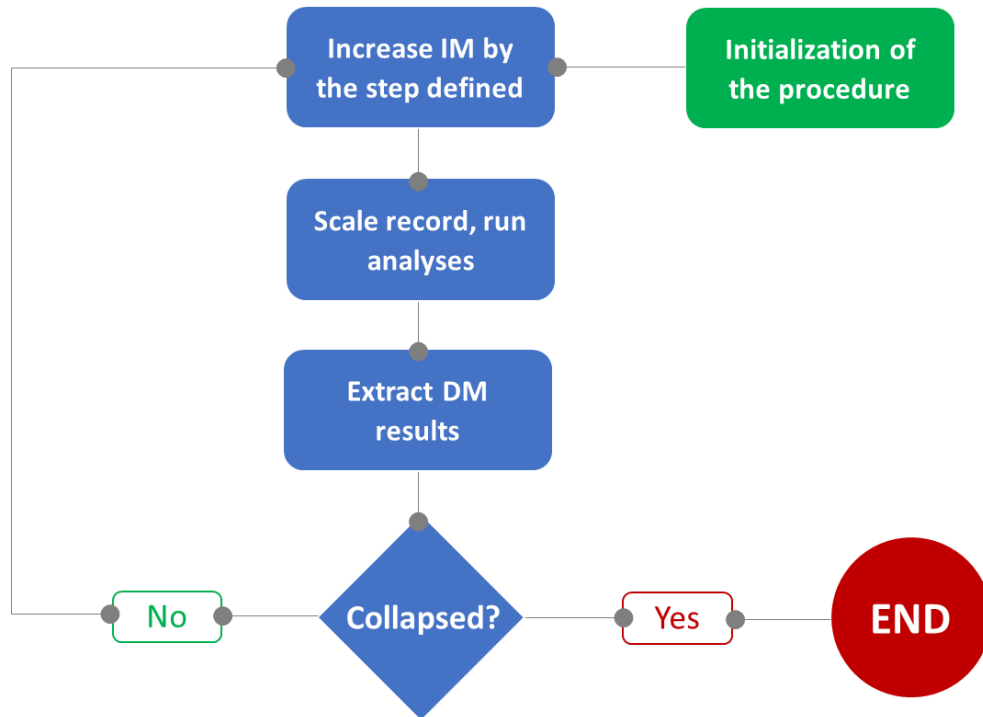 Increase IM by
the step defined
Initialization of
the procedure
Scale record, run
analyses
Extract DM
results
Collapsed?
No
Yes
END